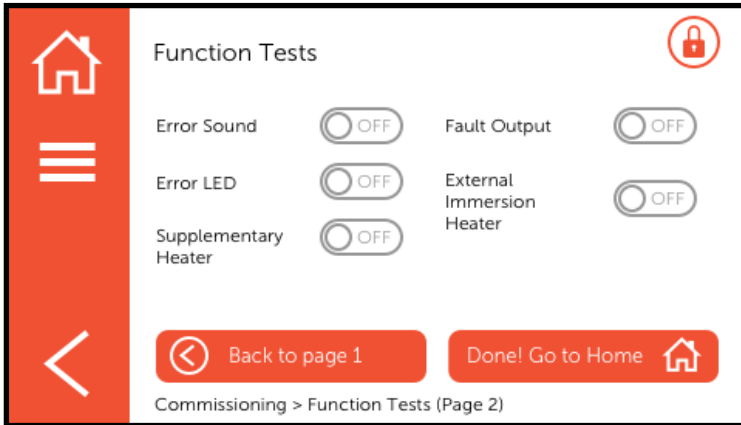 Function Tests
Error Sound
OFF
Fault Output
OFF
Error LED
OFF
External
Immersion
Heater
OFF
Supplementary
Heater
OFF
Back to page 1
Done! Go to Home
Commissioning > Function Tests (Page 2)